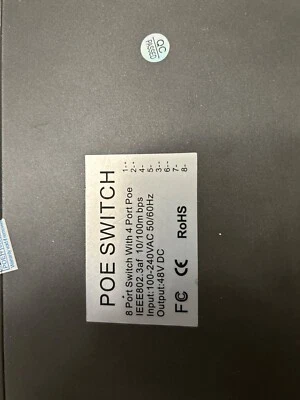 QC
PASSED
POE SWITCH
8 Port Switch With 4 Port Poe
IEEE802.3af 10/100m bps
Input:100-240VAC 50/60Hz
Output:48V DC
1--
2--
4--
5-
3--
6--
7-
8-
FC CE RoHS